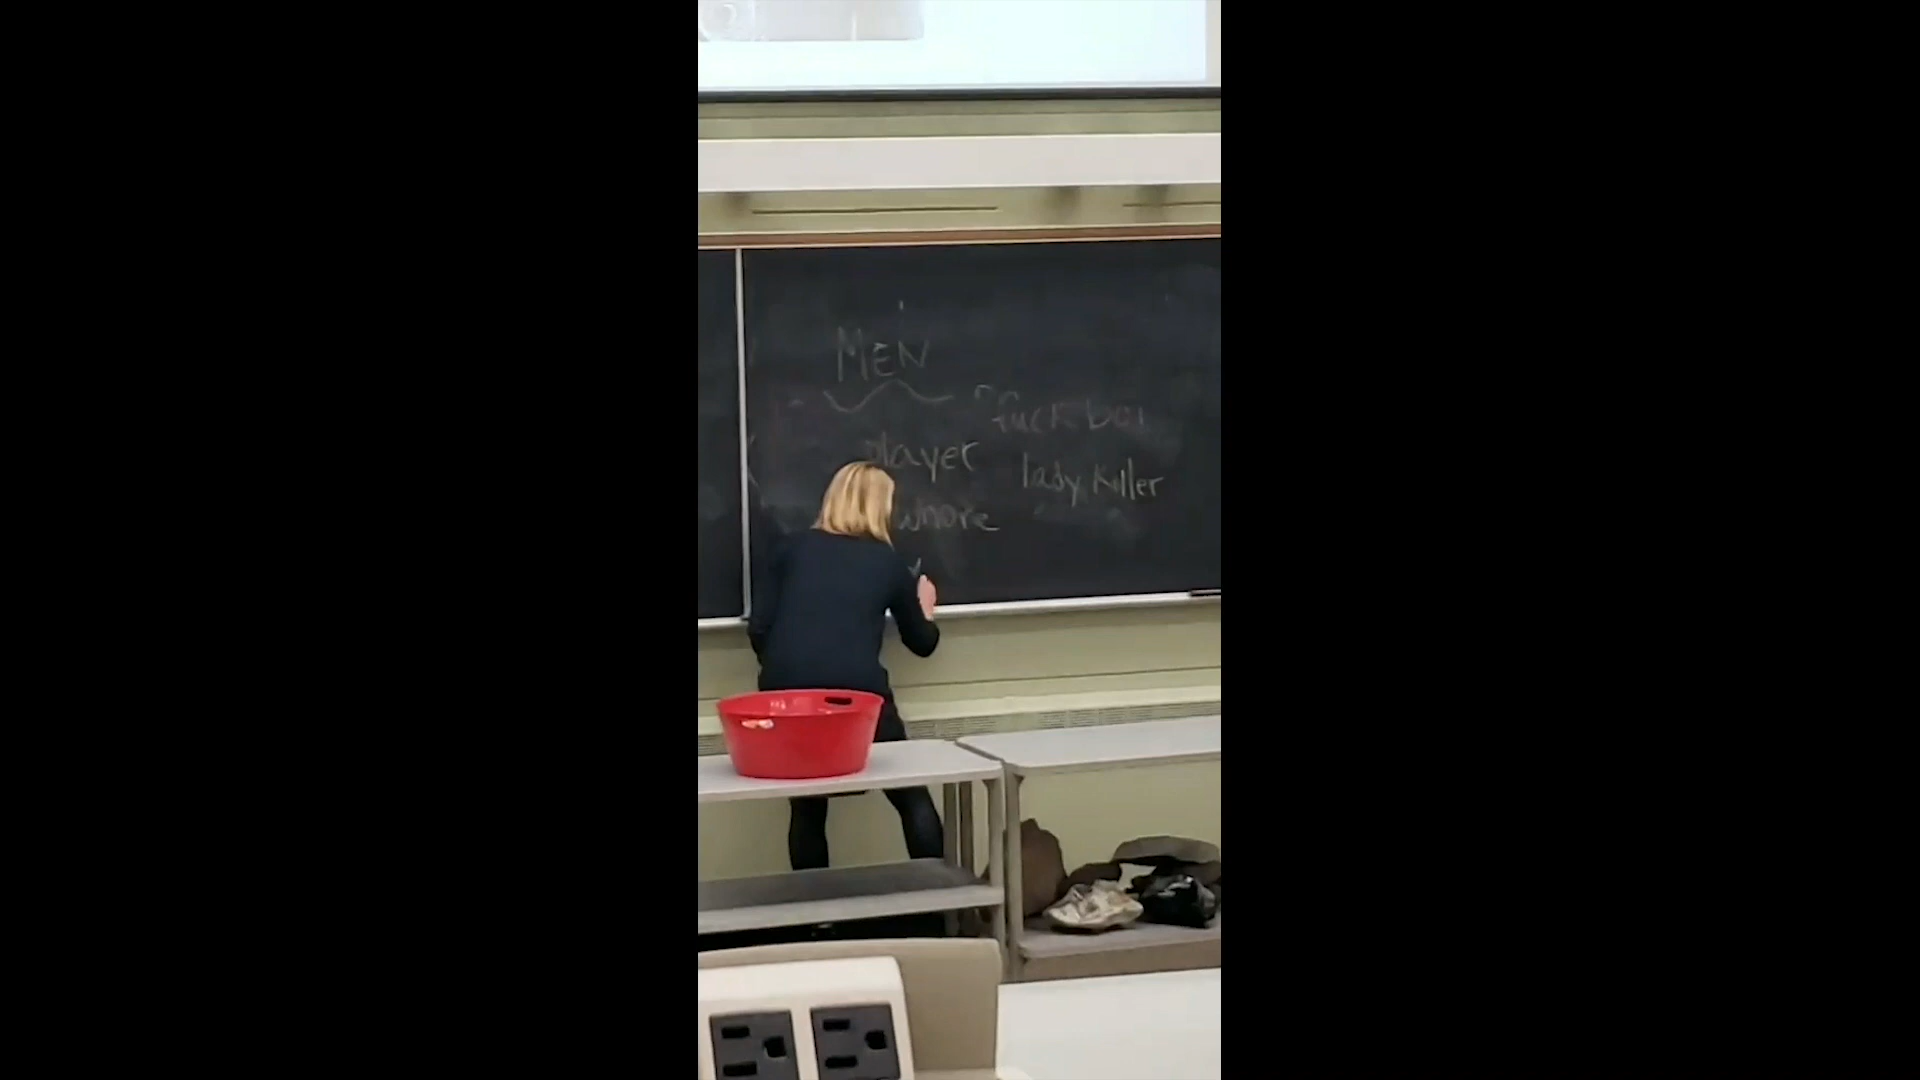 MEN
fuckboi
player
lady killer
whore